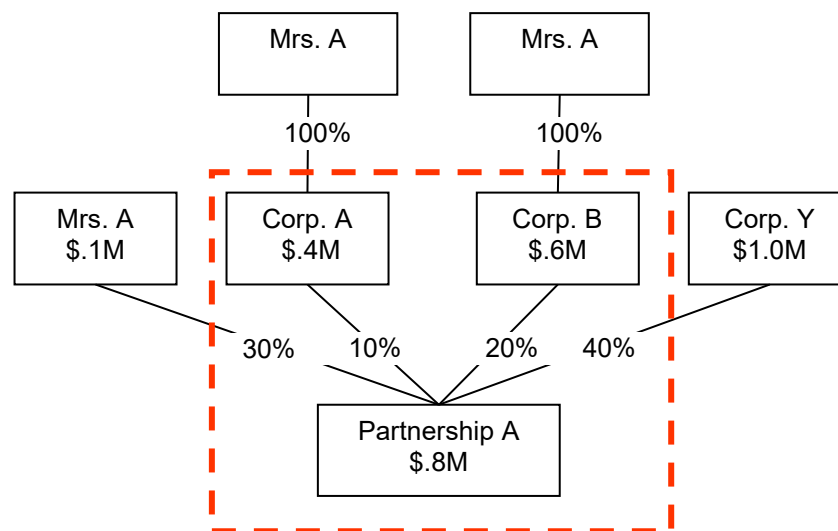 Mrs. A
Mrs. A
100%
100%
Mrs. A
$.1M
Corp. A
$.4M
Corp. B
$.6M
Corp. Y
$1.0M
30%
10%
20%
40%
Partnership A
$.8M